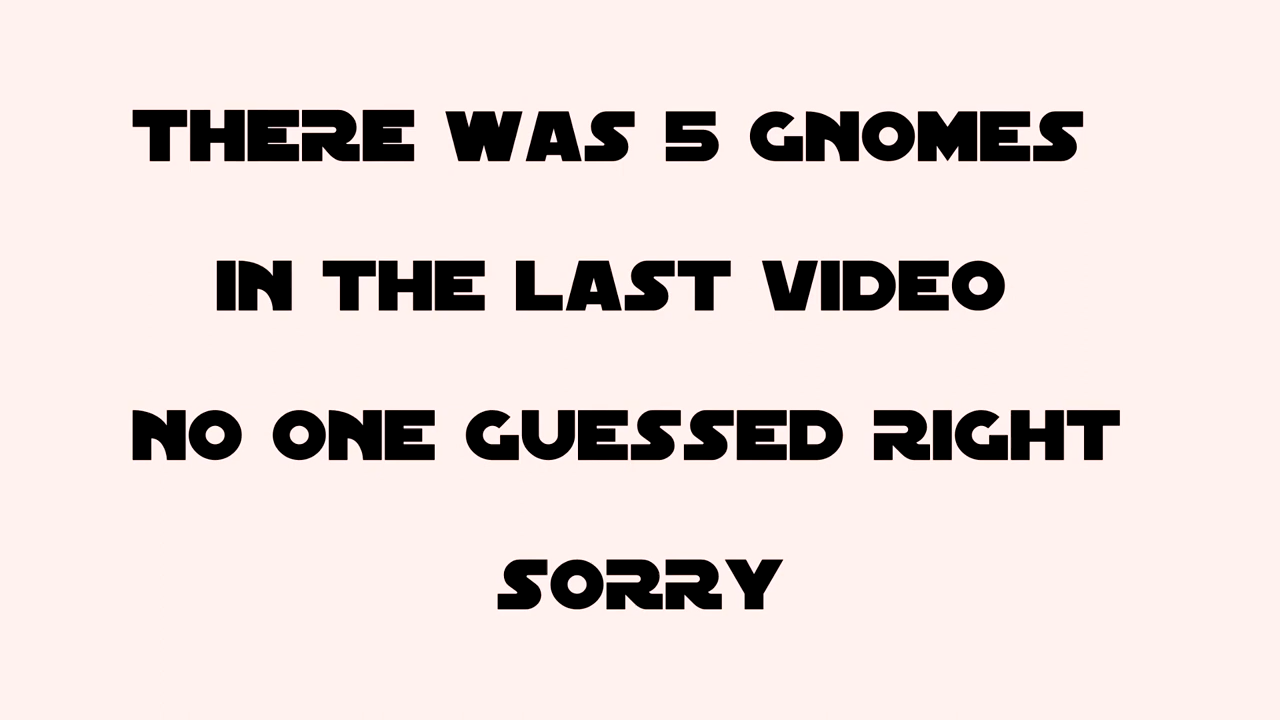 THERE WAS 5 GNOMES
IN THE LAST VIDEO
NO ONE GUESSED RIGHT
SORRY